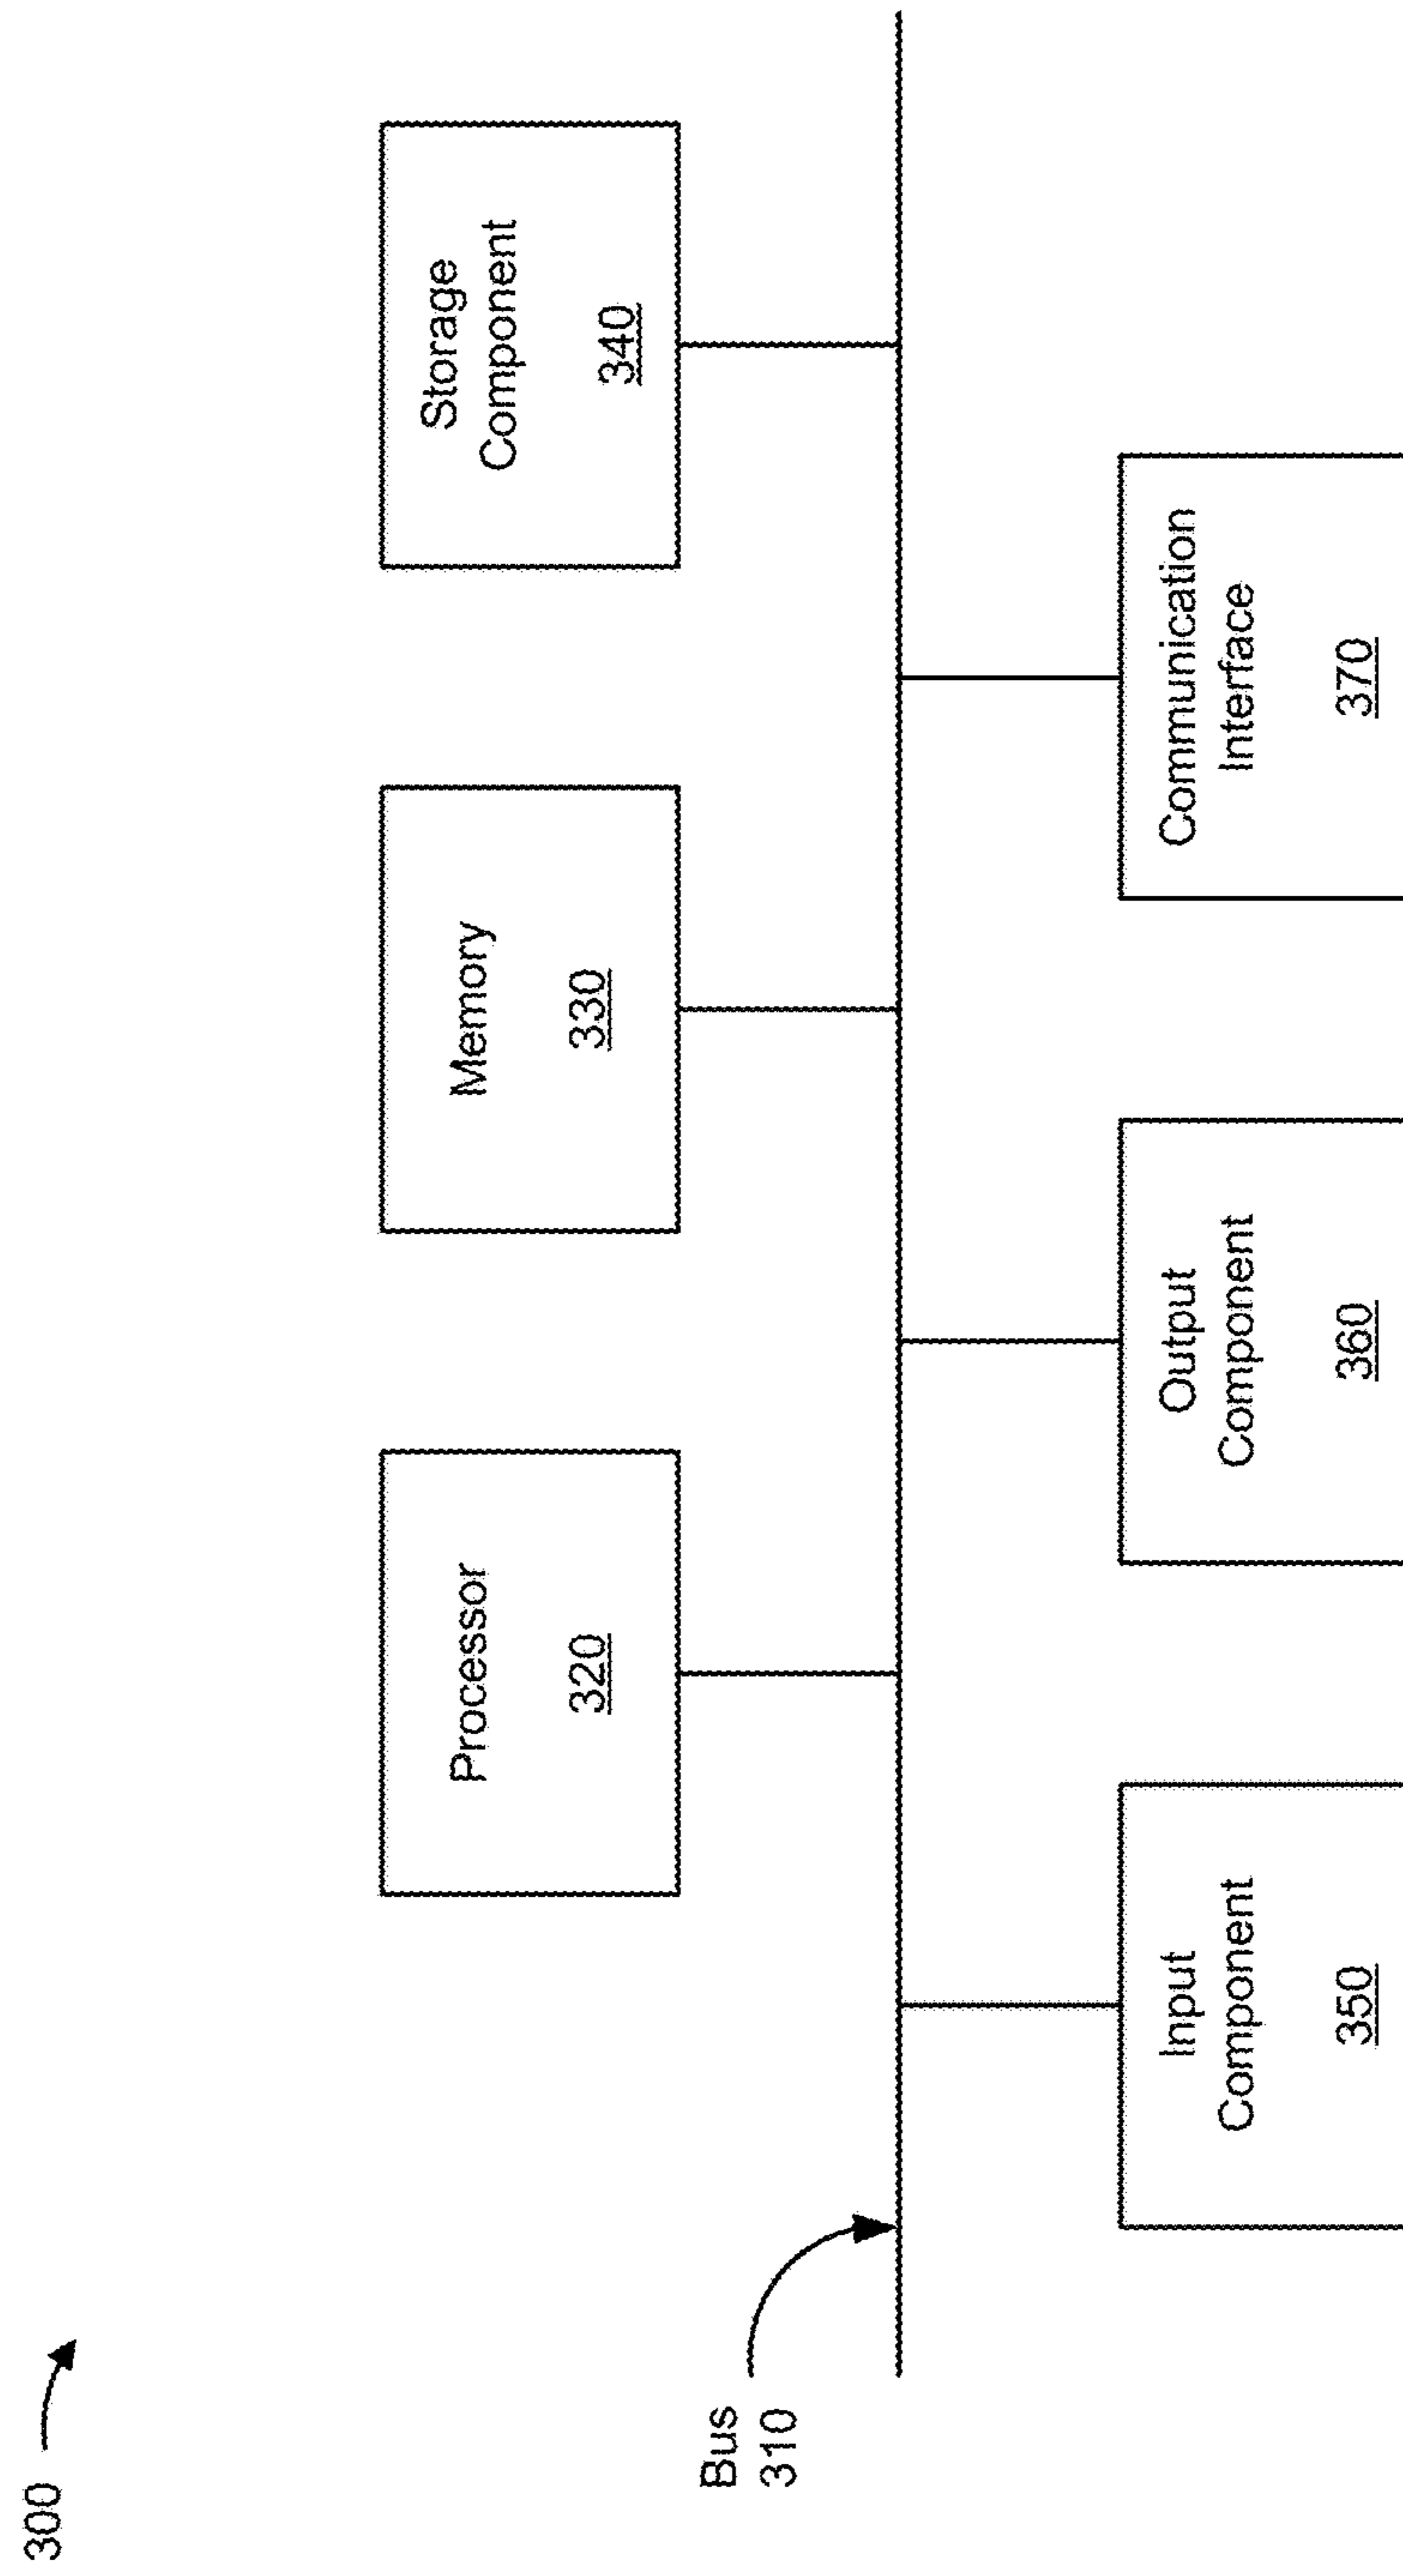 300
Processor
320
Memory
330
Storage
Component
340
Bus
310
Input
Component
350
Output
Component
360
Communication
Interface
370